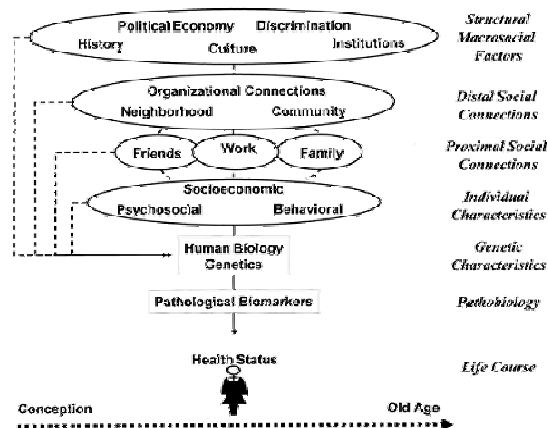 Political Economy Discrimination
History Culture Institutions
Structural
Macrosocial
Factors
Organizational Connections
Neighborhood Community
Distal Social
Connections
Friends Work Family
Proximal Social
Connections
Socioeconomic
Psychosocial Behavioral
Individual
Characteristics
Human Biology
Genetics
Genetic
Characteristics
Pathological Biomarkers
Pathobiology
Health Status
Life Course
Conception Old Age